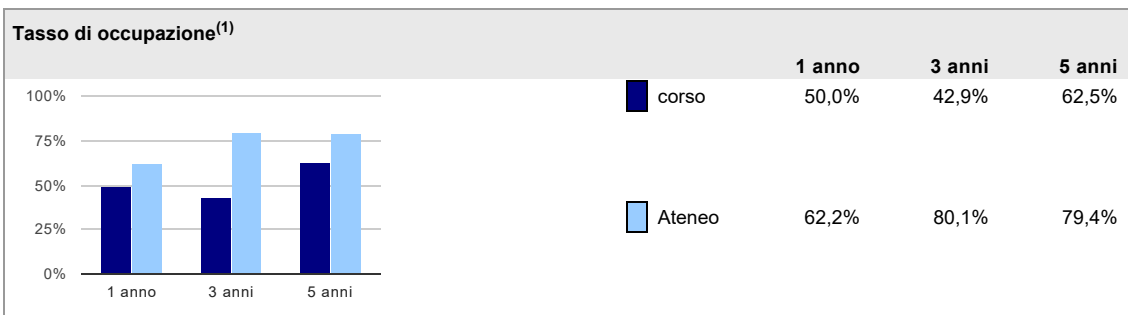 Tasso di occupazione(1)
1 anno 3 anni 5 anni
100%
75%
50%
25%
0%
1 anno 3 anni 5 anni
corso 50,0% 42,9% 62,5%
Ateneo 62,2% 80,1% 79,4%